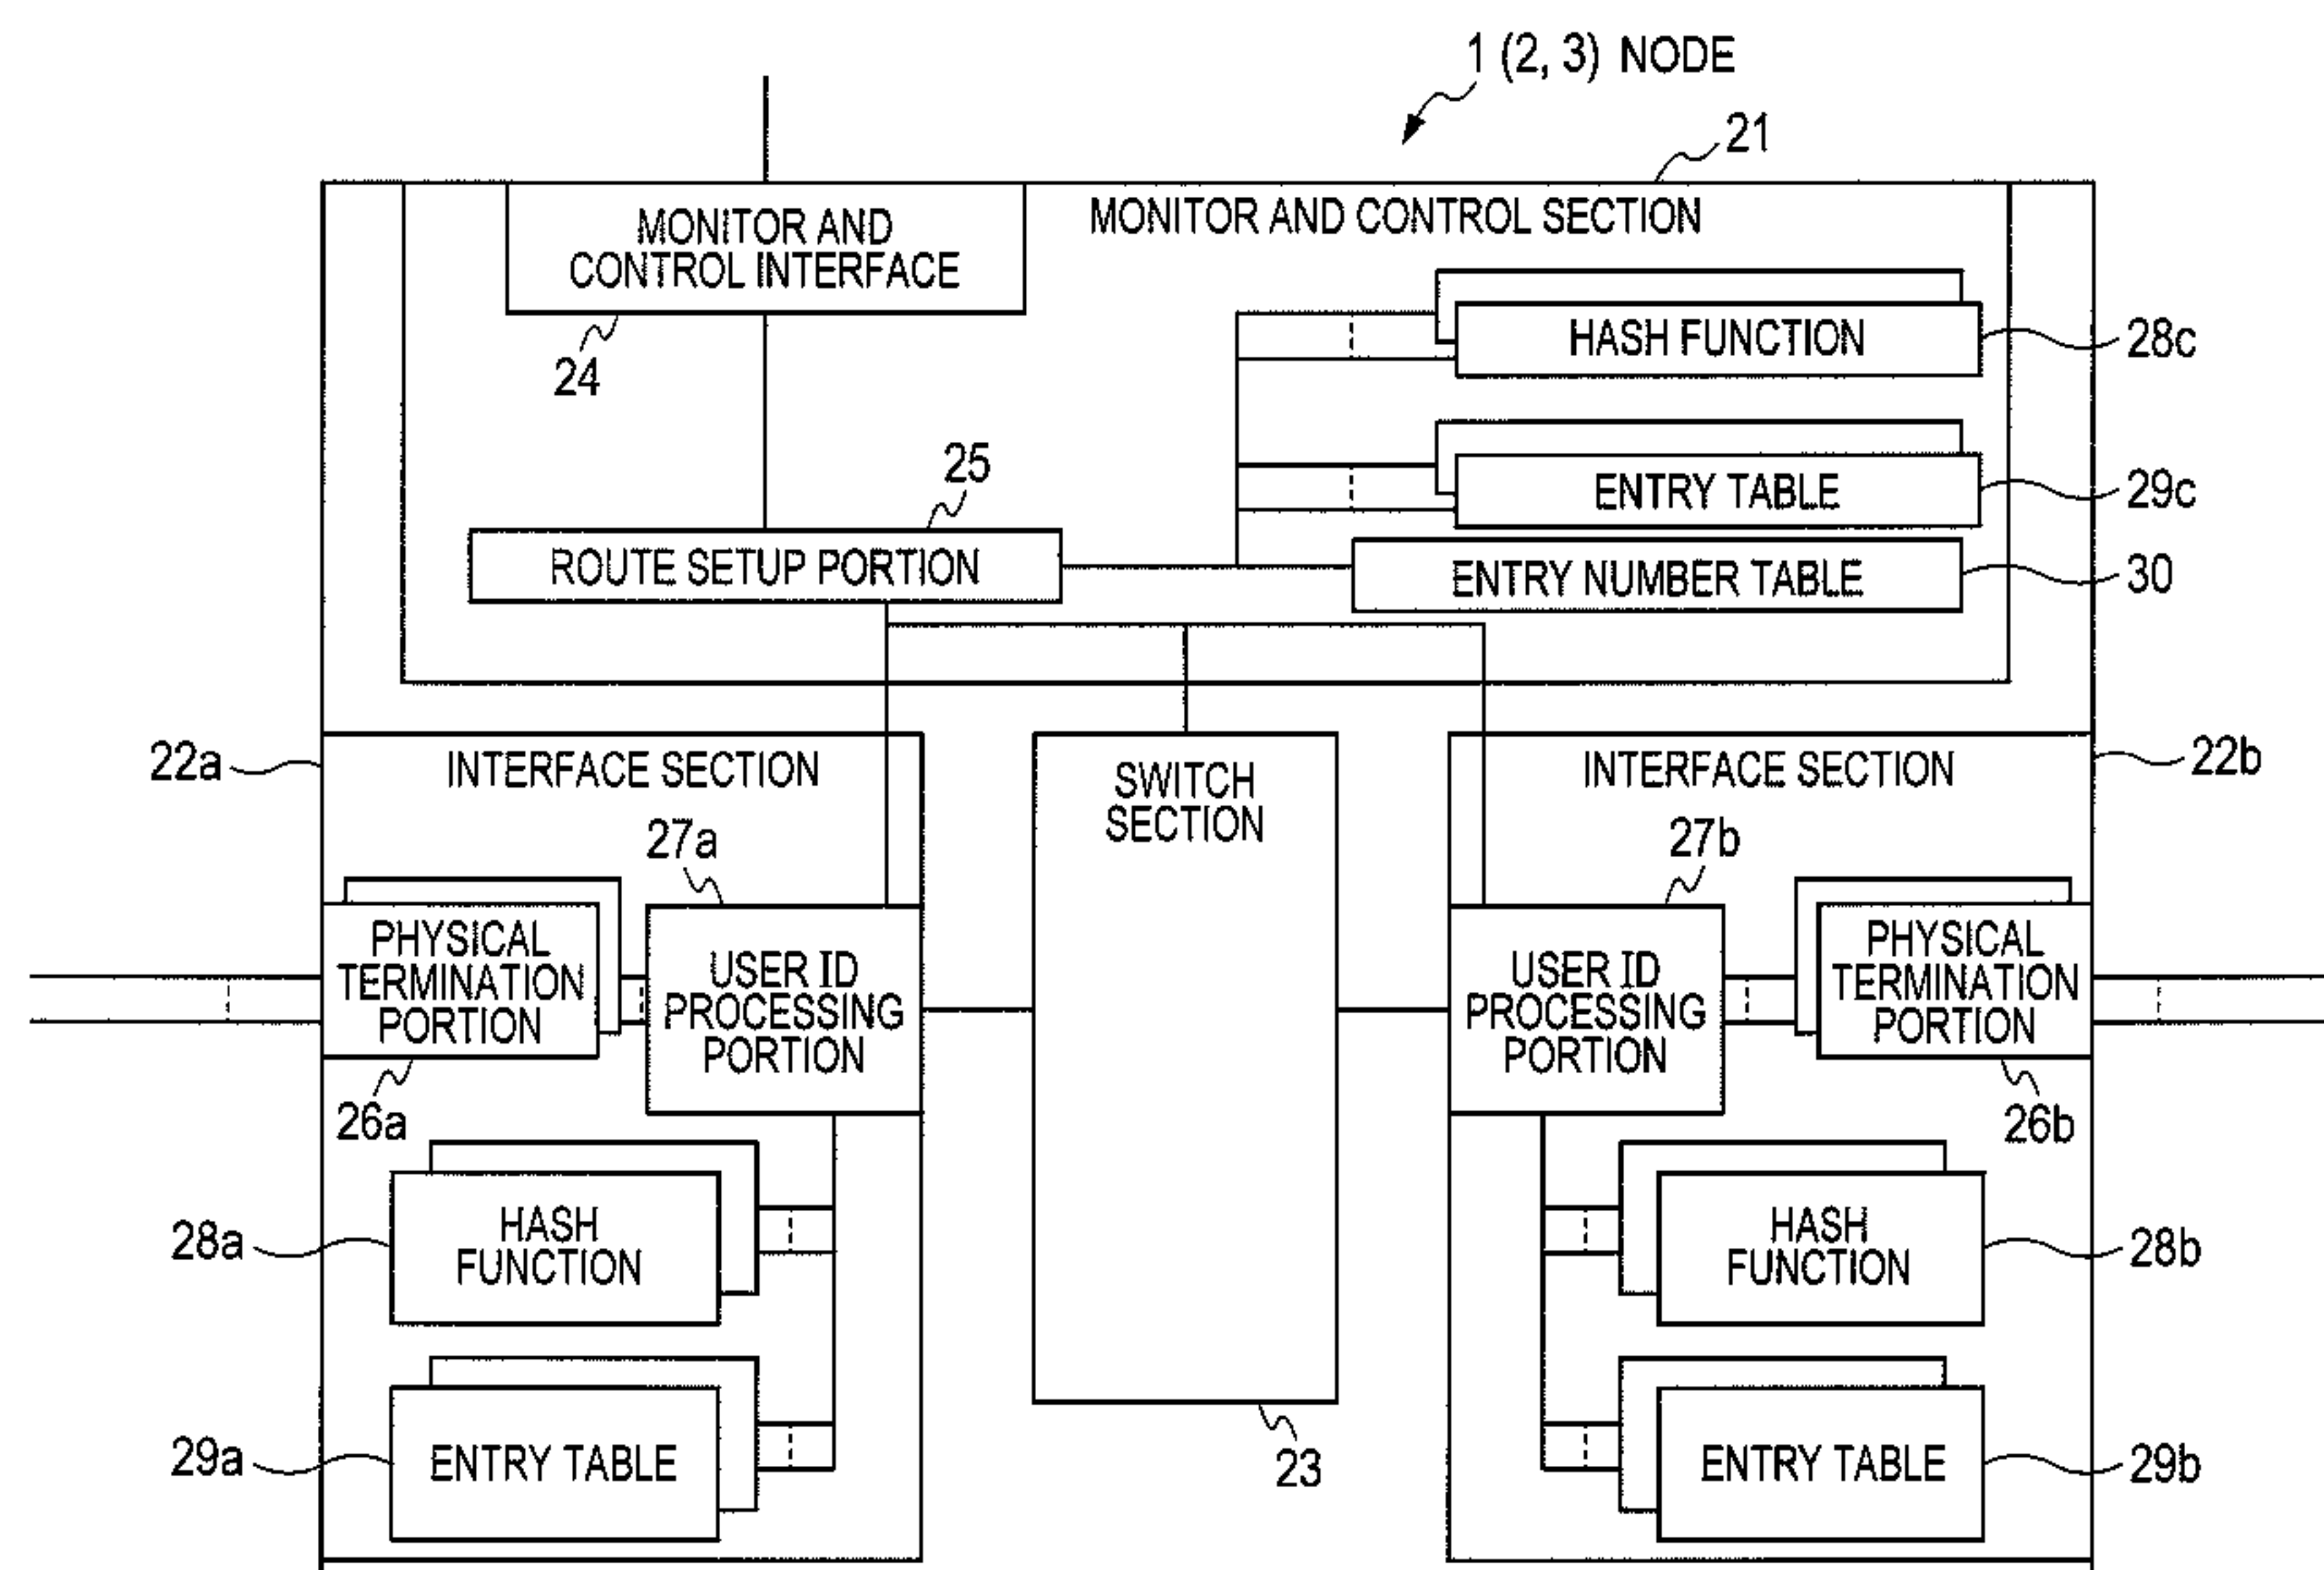 1 (2, 3) NODE
21
MONITOR AND
CONTROL INTERFACE
MONITOR AND CONTROL SECTION
24
HASH FUNCTION
28c
25
ENTRY TABLE
29c
ROUTE SETUP PORTION
ENTRY NUMBER TABLE
30
22a
INTERFACE SECTION
SWITCH
SECTION
INTERFACE SECTION
22b
27a
27b
PHYSICAL
TERMINATION
PORTION
USER ID
PROCESSING
PORTION
USER ID
PROCESSING
PORTION
PHYSICAL
TERMINATION
PORTION
26a
26b
28a
HASH
FUNCTION
HASH
FUNCTION
28b
29a
ENTRY TABLE
23
ENTRY TABLE
29b